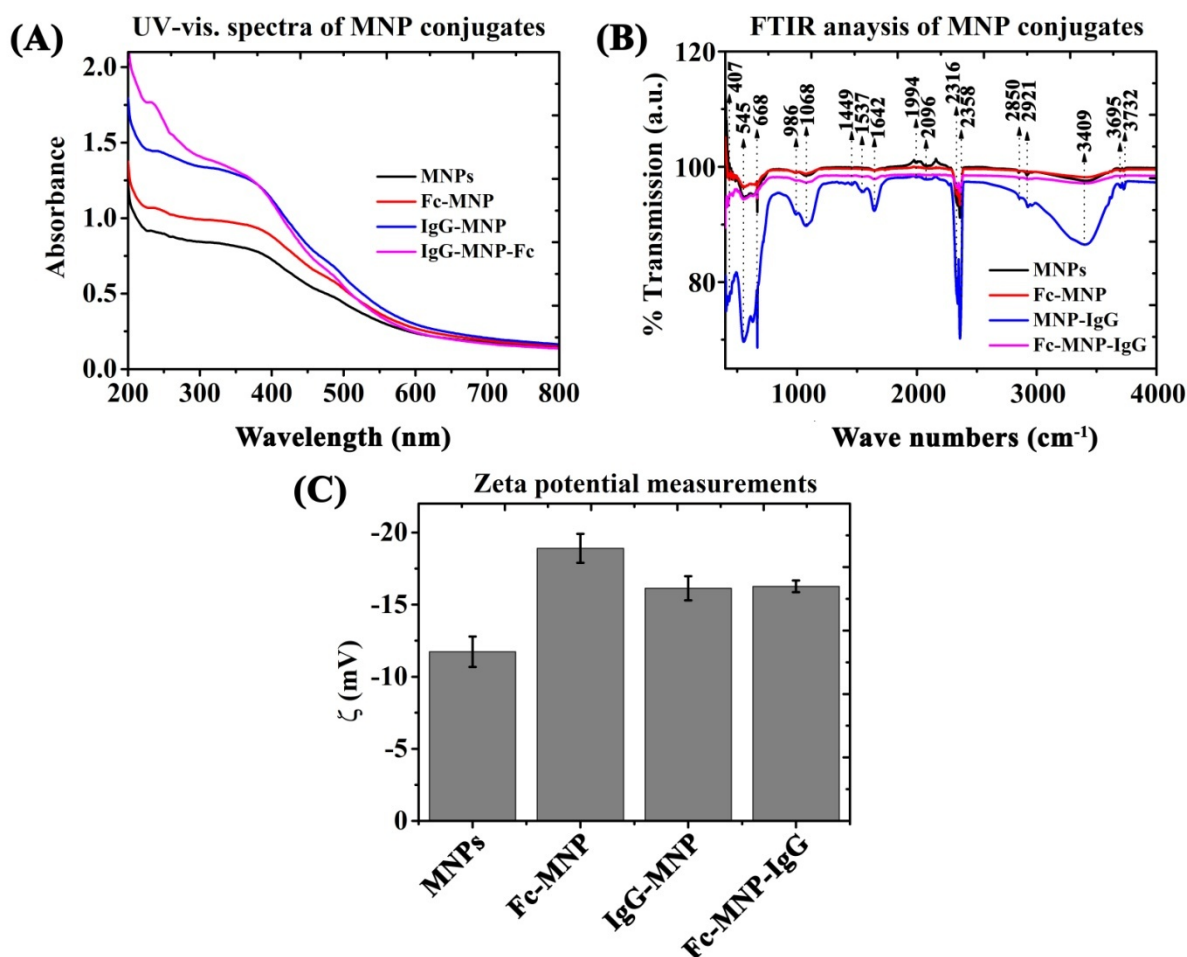 (A)
UV-vis. spectra of MNP conjugates
2.0
1.5
1.0
0.5
0.0
Absorbance
MNPs
Fc-MNP
IgG-MNP
IgG-MNP-Fc
200 300 400 500 600 700 800
Wavelength (nm)
(B)
FTIR anaysis of MNP conjugates
120
100
80
% Transmission (a.u.)
407
545
668
986
1068
1449
1537
1642
1994
2096
2316
2358
2850
2921
3409
3695
3732
MNPs
Fc-MNP
MNP-IgG
Fc-MNP-IgG
1000 2000 3000 4000
Wave numbers (cm-1)
(C)
Zeta potential measurements
-20
-15
-10
-5
0
ζ (mV)
MNPs
Fc-MNP
IgG-MNP
Fc-MNP-IgG